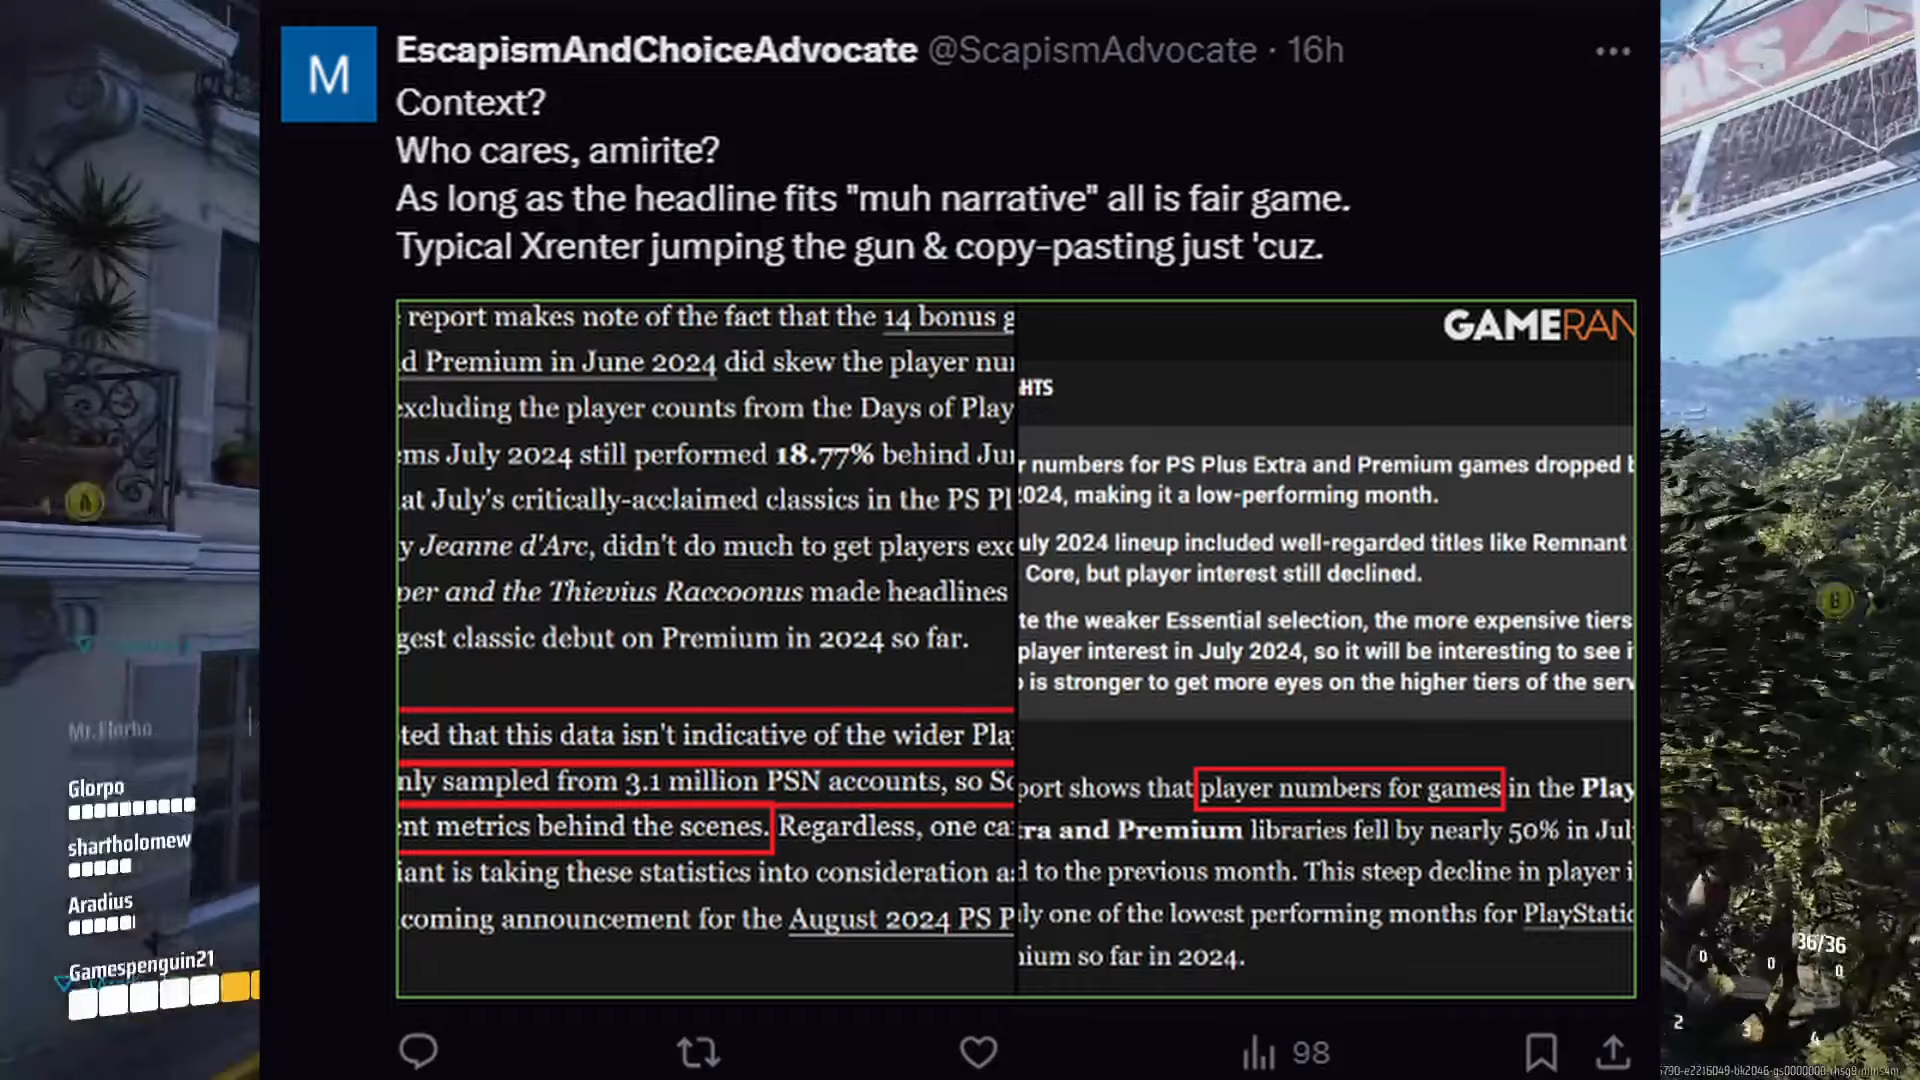 EscapismAndChoiceAdvocate @ScapismAdvocate · 16h
M
Context?
Who cares, amirite?
As long as the headline fits "muh narrative" all is fair game.
Typical Xrenter jumping the gun & copy-pasting just 'cuz.
report makes note of the fact that the 14 bonus g
d Premium in June 2024 did skew the player nu
excluding the player counts from the Days of Play
ms July 2024 still performed 18.77% behind Ju
at July's critically-acclaimed classics in the PS Pl
y Jeanne d'Arc, didn't do much to get players exc
per and the Thievius Raccoonus made headlines
gest classic debut on Premium in 2024 so far.
ted that this data isn't indicative of the wider Pla
nly sampled from 3.1 million PSN accounts, so So
nt metrics behind the scenes. Regardless, one ca
iant is taking these statistics into consideration a
coming announcement for the August 2024 PS P
GAMERAN
HTS
r numbers for PS Plus Extra and Premium games dropped b
2024, making it a low-performing month.
uly 2024 lineup included well-regarded titles like Remnant
Core, but player interest still declined.
te the weaker Essential selection, the more expensive tiers
player interest in July 2024, so it will be interesting to see i
is stronger to get more eyes on the higher tiers of the serv
port shows that player numbers for games in the Play
ra and Premium libraries fell by nearly 50% in Jul
d to the previous month. This steep decline in player i
ly one of the lowest performing months for PlayStatio
nium so far in 2024.
98
Mr.Florho
Glorpo
shartholomew
Aradius
Gamespenguin21
A
B
ALS
36/36
0
0
0
2
3
4